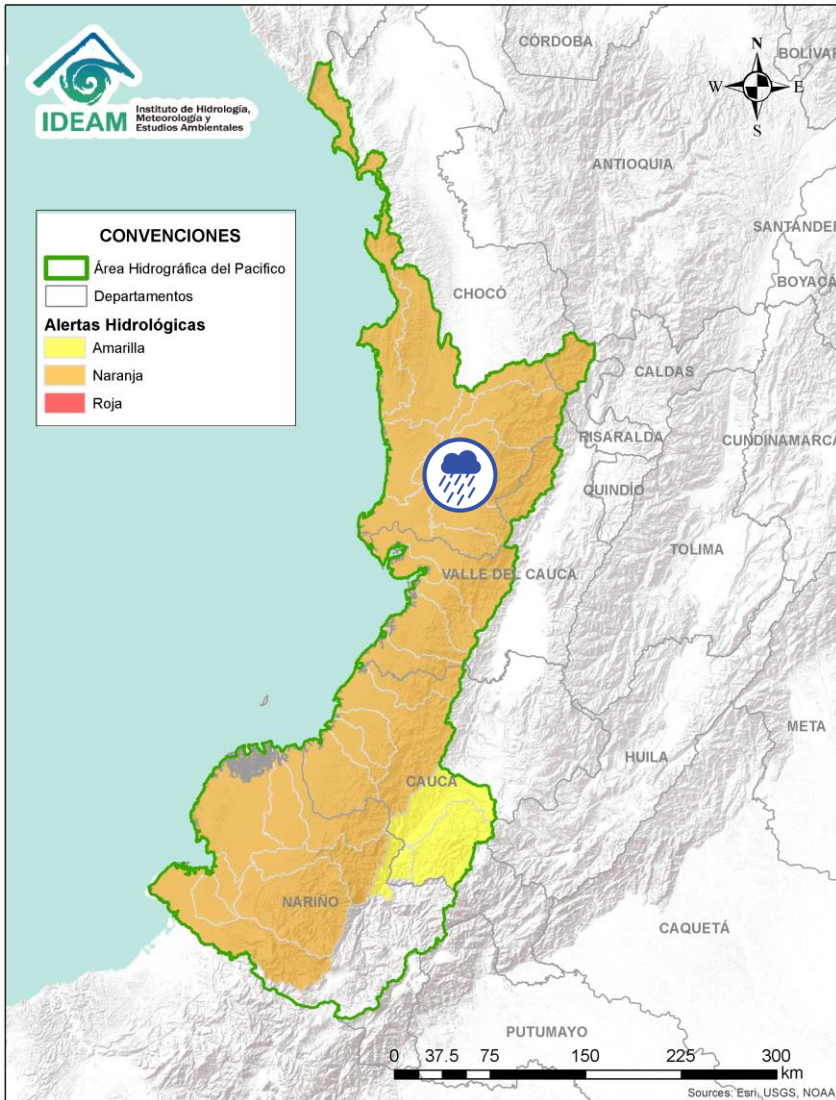 IDEAM
Instituto de Hidrología,
Meteorología y
Estudios Ambientales
CÓRDOBA
BOLÍVAR
N
W
E
S
ANTIOQUIA
SANTANDER
CONVENCIONES
Área Hidrográfica del Pacifico
Departamentos
Alertas Hidrológicas
Amarilla
Naranja
Roja
BOYACÁ
CHOCÓ
CALDAS
RISARALDA
CUNDINAMARCA
QUINDÍO
TOLIMA
VALLE DEL CAUCA
META
HUILA
CAUCA
NARIÑO
CAQUETÁ
PUTUMAYO
0 37.5 75 150 225 300
km
Sources: Esri, USGS, NOAA